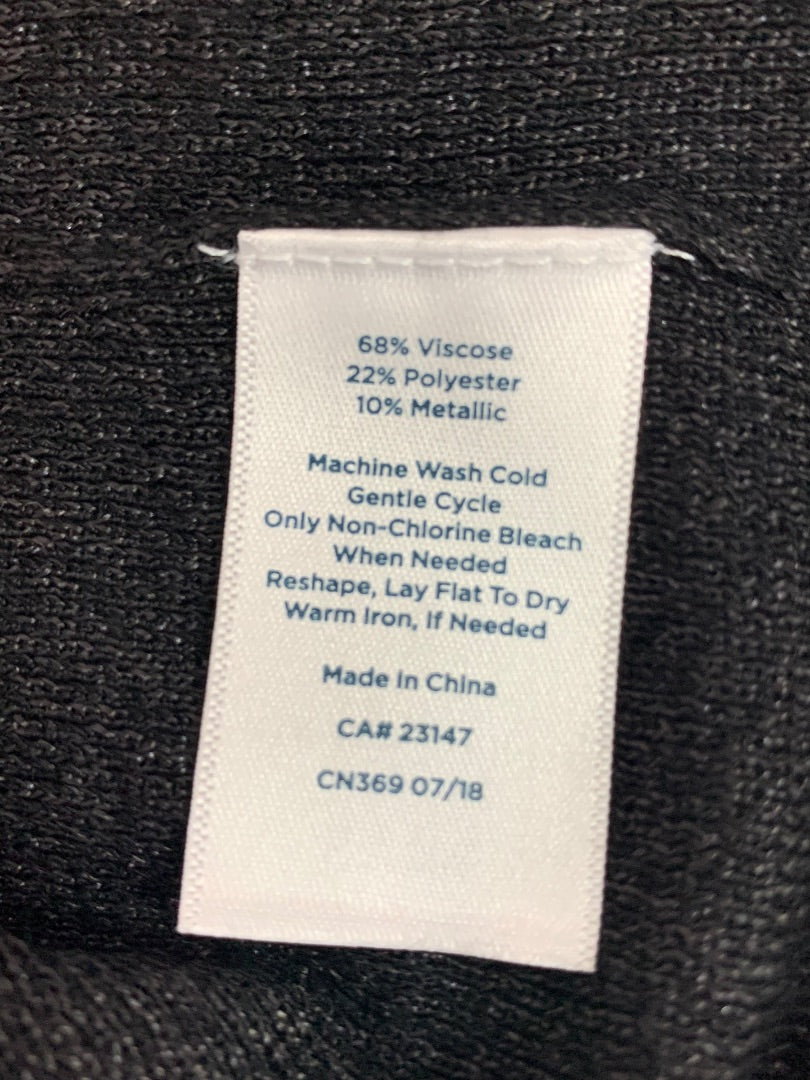 68% Viscose
22% Polyester
10% Metallic
Machine Wash Cold
Gentle Cycle
Only Non-Chlorine Bleach
When Needed
Reshape, Lay Flat To Dry
Warm Iron, If Needed
Made In China
CA# 23147
CN369 07/18